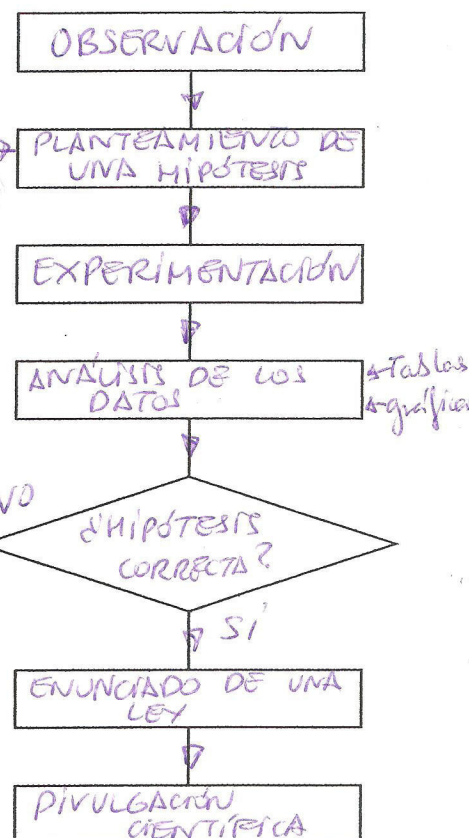 OBSERVACIÓN
PLANTEAMIENTO DE
UNA HIPÓTESIS
EXPERIMENTACIÓN
ANÁLISIS DE LOS
DATOS
Tablas
gráficas
NO
¿HIPÓTESIS
CORRECTA?
SÍ
ENUNCIADO DE UNA
LEY
DIVULGACIÓN
CIENTÍFICA